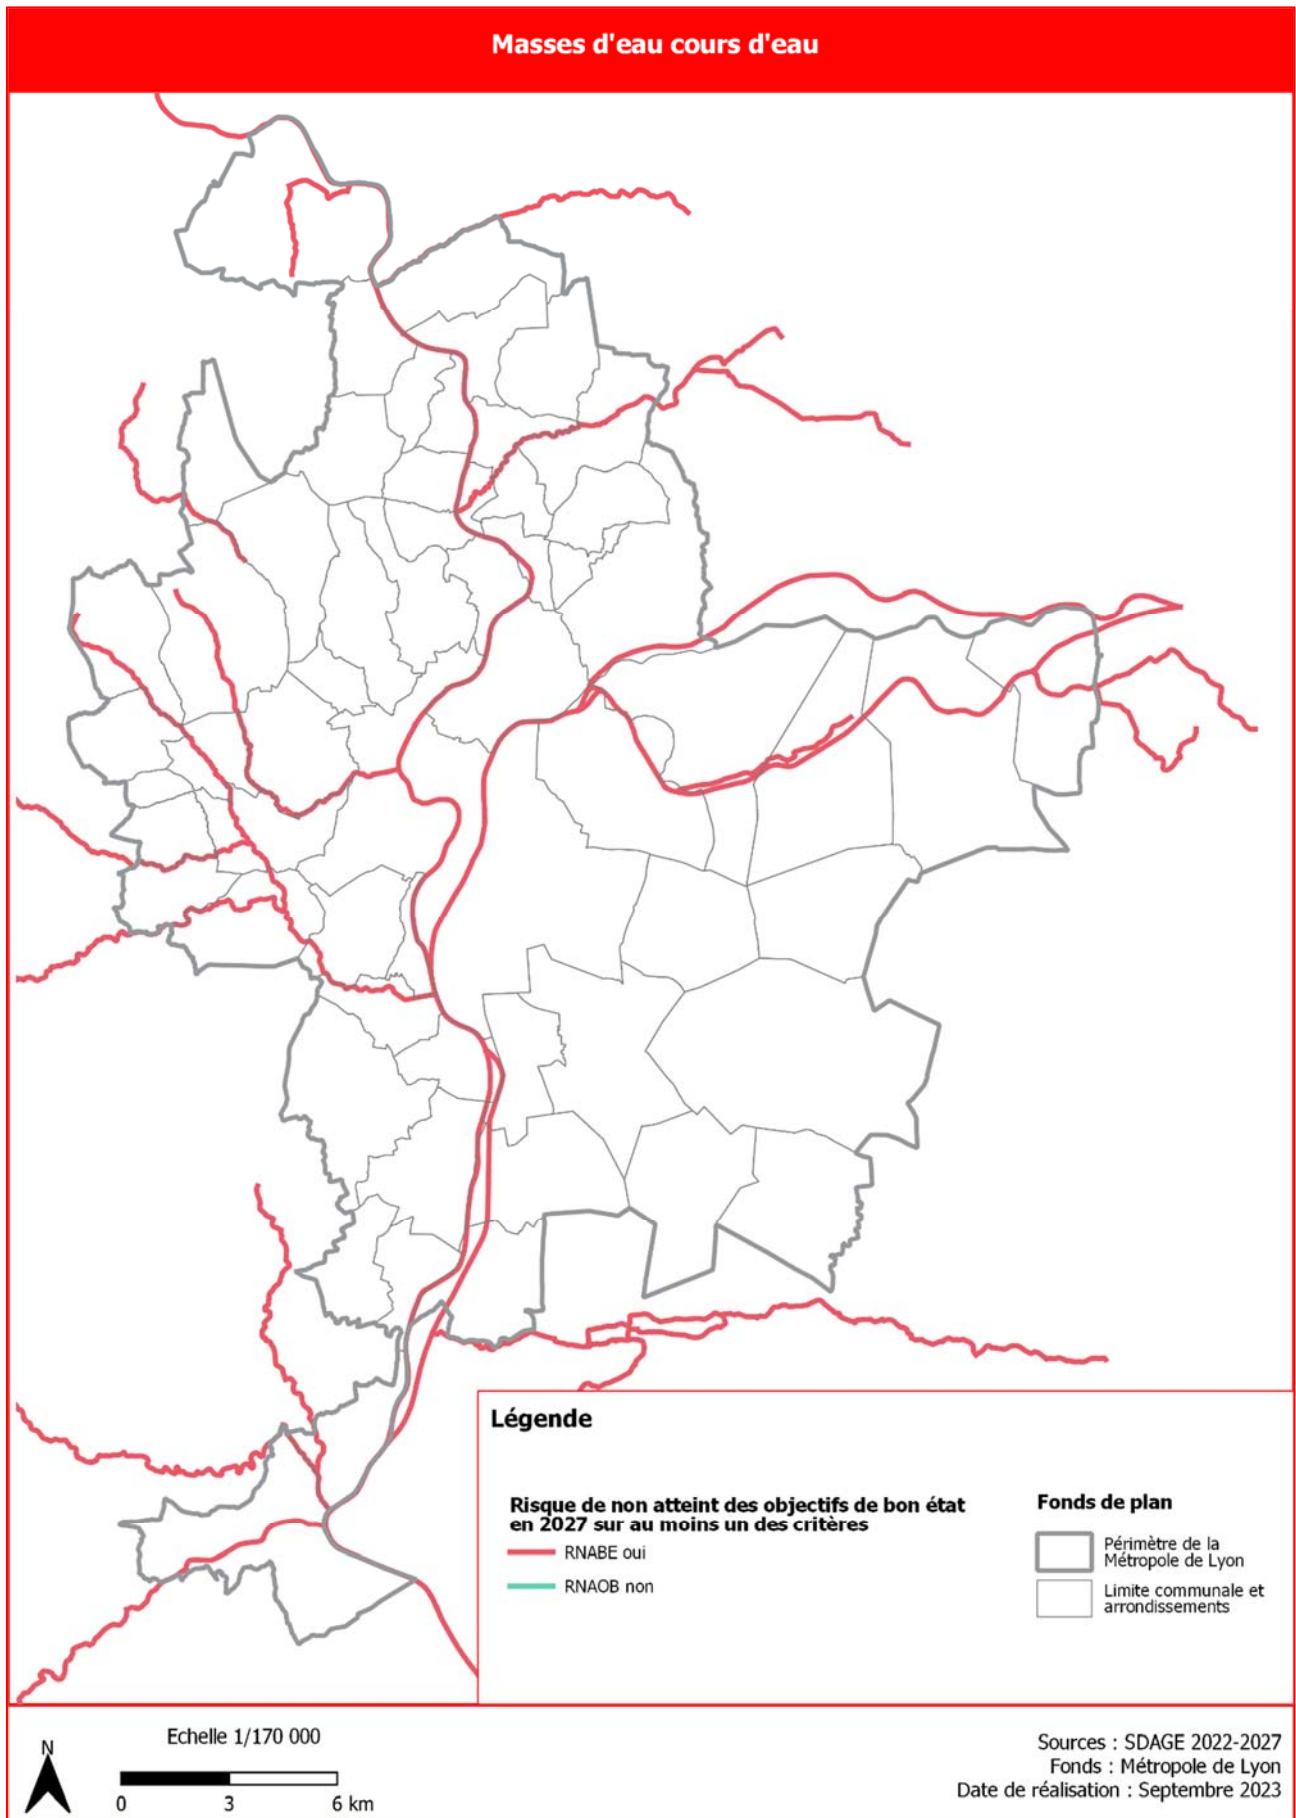 Masses d'eau cours d'eau
Légende
Risque de non atteint des objectifs de bon état
en 2027 sur au moins un des critères
RNABE oui
RNAOB non
Fonds de plan
Périmètre de la
Métropole de Lyon
Limite communale et
arrondissements
N
Echelle 1/170 000
0 3 6 km
Sources : SDAGE 2022-2027
Fonds : Métropole de Lyon
Date de réalisation : Septembre 2023